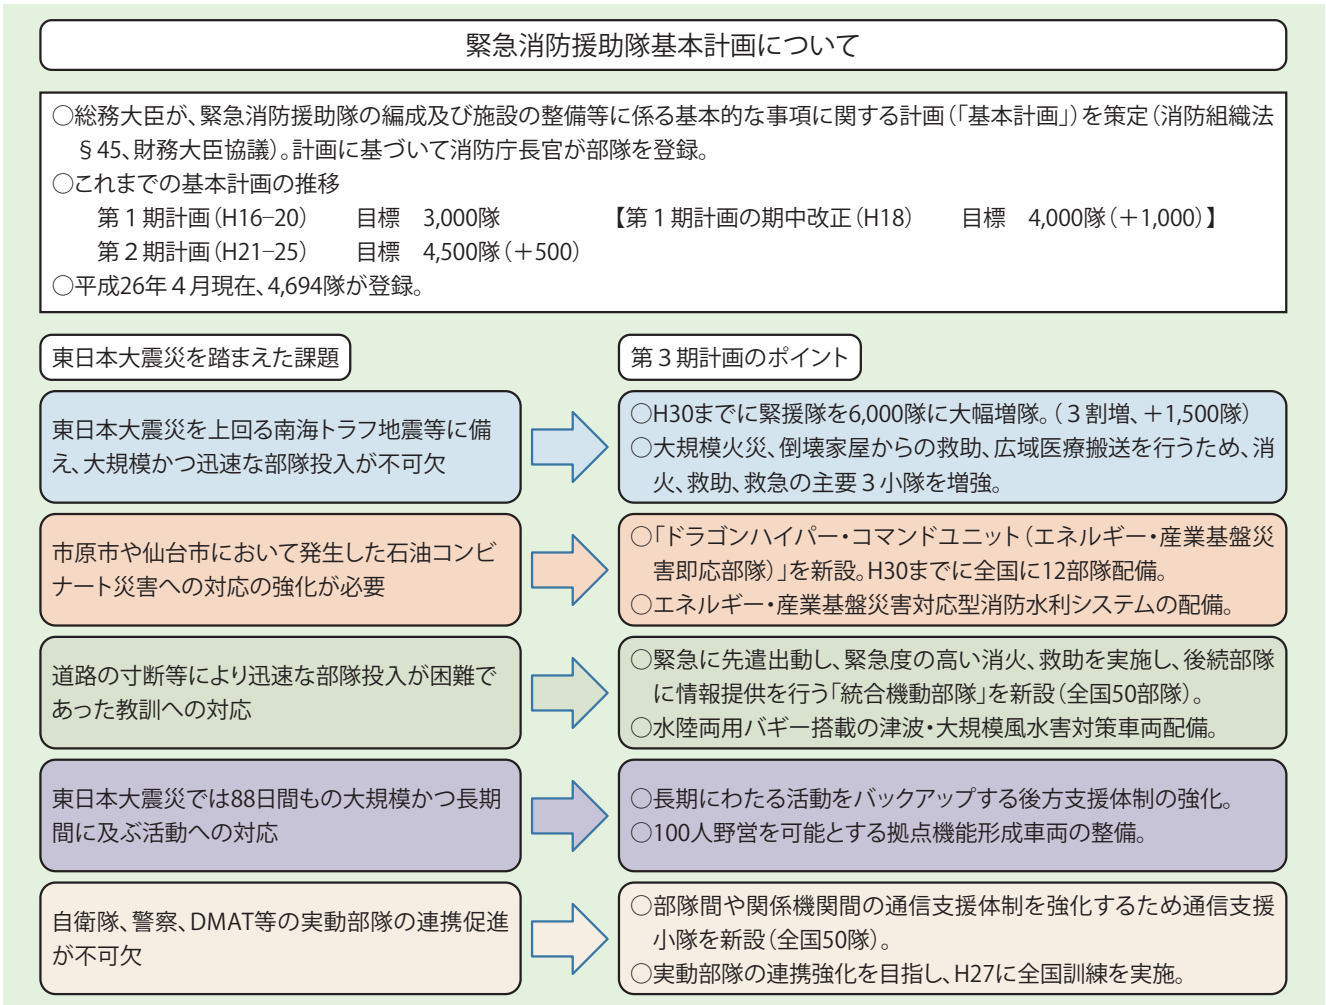 緊急消防援助隊基本計画について
○総務大臣が、緊急消防援助隊の編成及び施設の整備等に係る基本的な事項に関する計画(「基本計画」)を策定(消防組織法
§45、財務大臣協議)。計画に基づいて消防庁長官が部隊を登録。
○これまでの基本計画の推移
第1期計画(H16−20) 目標 3,000隊 【第1期計画の期中改正(H18) 目標 4,000隊(+1,000)】
第2期計画(H21−25) 目標 4,500隊(+500)
○平成26年4月現在、4,694隊が登録。
東日本大震災を踏まえた課題
第3期計画のポイント
東日本大震災を上回る南海トラフ地震等に備
え、大規模かつ迅速な部隊投入が不可欠
○H30までに緊援隊を6,000隊に大幅増隊。(3割増、+1,500隊)
○大規模火災、倒壊家屋からの救助、広域医療搬送を行うため、消
火、救助、救急の主要3小隊を増強。
市原市や仙台市において発生した石油コンビ
ナート災害への対応の強化が必要
○「ドラゴンハイパー・コマンドユニット(エネルギー・産業基盤災
害即応部隊)」を新設。H30までに全国に12部隊配備。
○エネルギー・産業基盤災害対応型消防水利システムの配備。
道路の寸断等により迅速な部隊投入が困難で
あった教訓への対応
○緊急に先遣出動し、緊急度の高い消火、救助を実施し、後続部隊
に情報提供を行う「統合機動部隊」を新設(全国50部隊)。
○水陸両用バギー搭載の津波・大規模風水害対策車両配備。
東日本大震災では88日間もの大規模かつ長期
間に及ぶ活動への対応
○長期にわたる活動をバックアップする後方支援体制の強化。
○100人野営を可能とする拠点機能形成車両の整備。
自衛隊、警察、DMAT等の実動部隊の連携促進
が不可欠
○部隊間や関係機関間の通信支援体制を強化するため通信支援
小隊を新設(全国50隊)。
○実動部隊の連携強化を目指し、H27に全国訓練を実施。